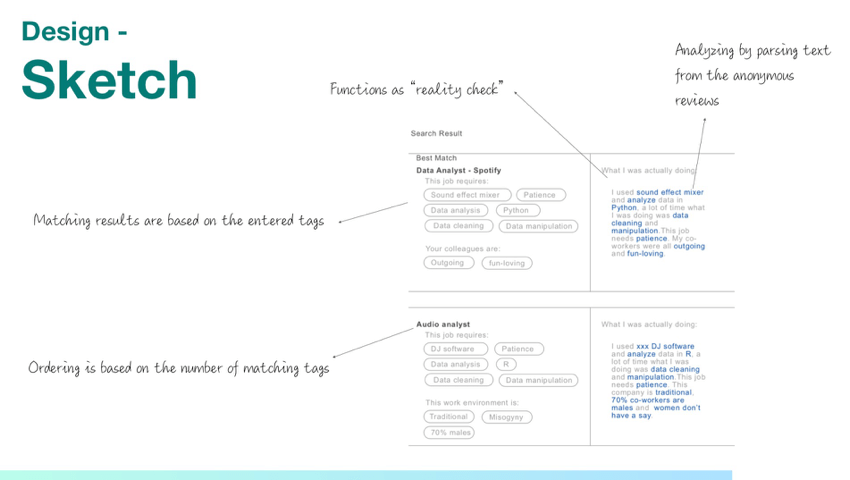 Design -
Sketch
Analyzing by parsing text
from the anonymous
reviews
Functions as “reality check”
Search Result
Best Match
Data Analyst - Spotify
This job requires:
Sound effect mixer
Patience
Data analysis
Python
Data cleaning
Data manipulation
Your colleagues are:
Outgoing
fun-loving
What I was actually doing:
I used sound effect mixer
and analyze data in
Python, a lot of time what
I was doing was data
cleaning and
manipulation.This job
needs patience. My co-
workers were all outgoing
and fun-loving.
Matching results are based on the entered tags
Audio analyst
This job requires:
DJ software
Patience
Data analysis
R
Data cleaning
Data manipulation
This work environment is:
Traditional
Misogyny
70% males
What I was actually doing:
I used xxx DJ software
and analyze data in R, a
lot of time what I was
doing was data cleaning
and manipulation.This job
needs patience. This
company is traditional.
70% co-workers are
males and women don't
have a say.
Ordering is based on the number of matching tags